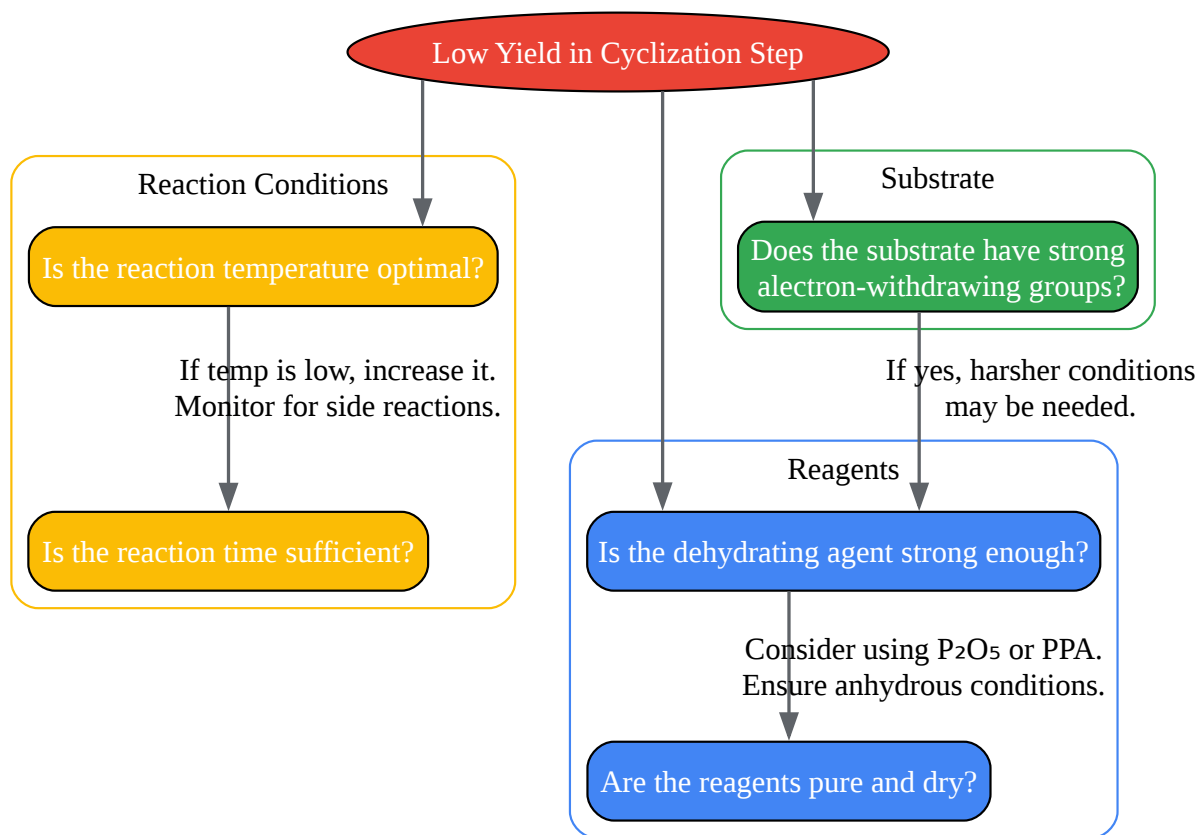 Low Yield in Cyclization Step
Reaction Conditions
Is the reaction temperature optimal?
If temp is low, increase it.
Monitor for side reactions.
Is the reaction time sufficient?
Substrate
Does the substrate have strong
alectron-withdrawing groups?
If yes, harsher conditions
may be needed.
Reagents
Is the dehydrating agent strong enough?
Consider using P₂O₅ or PPA.
Ensure anhydrous conditions.
Are the reagents pure and dry?